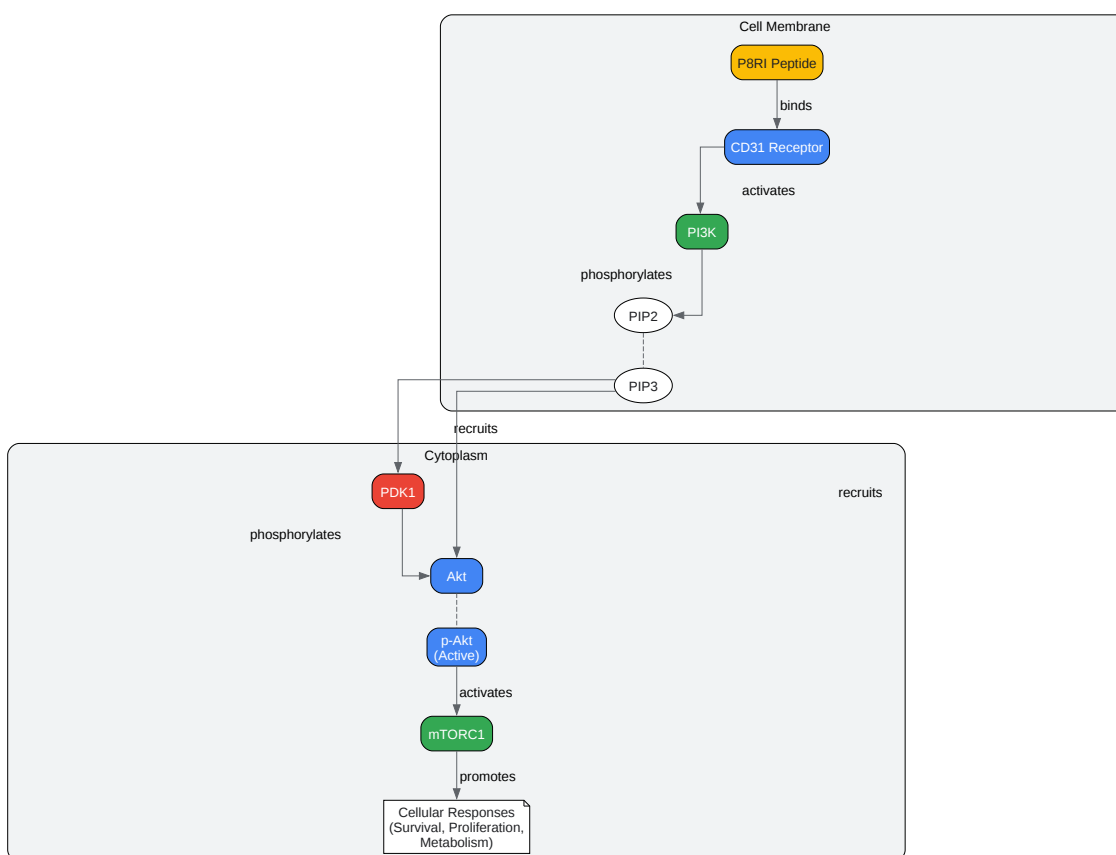 Cell Membrane
P8RI Peptide
binds
CD31 Receptor
activates
PI3K
phosphorylates
PIP2
PIP3
recruits
Cytoplasm
PDK1
recruits
phosphorylates
Akt
p-Akt
(Active)
activates
mTORC1
promotes
Cellular Responses
(Survival, Proliferation,
Metabolism)